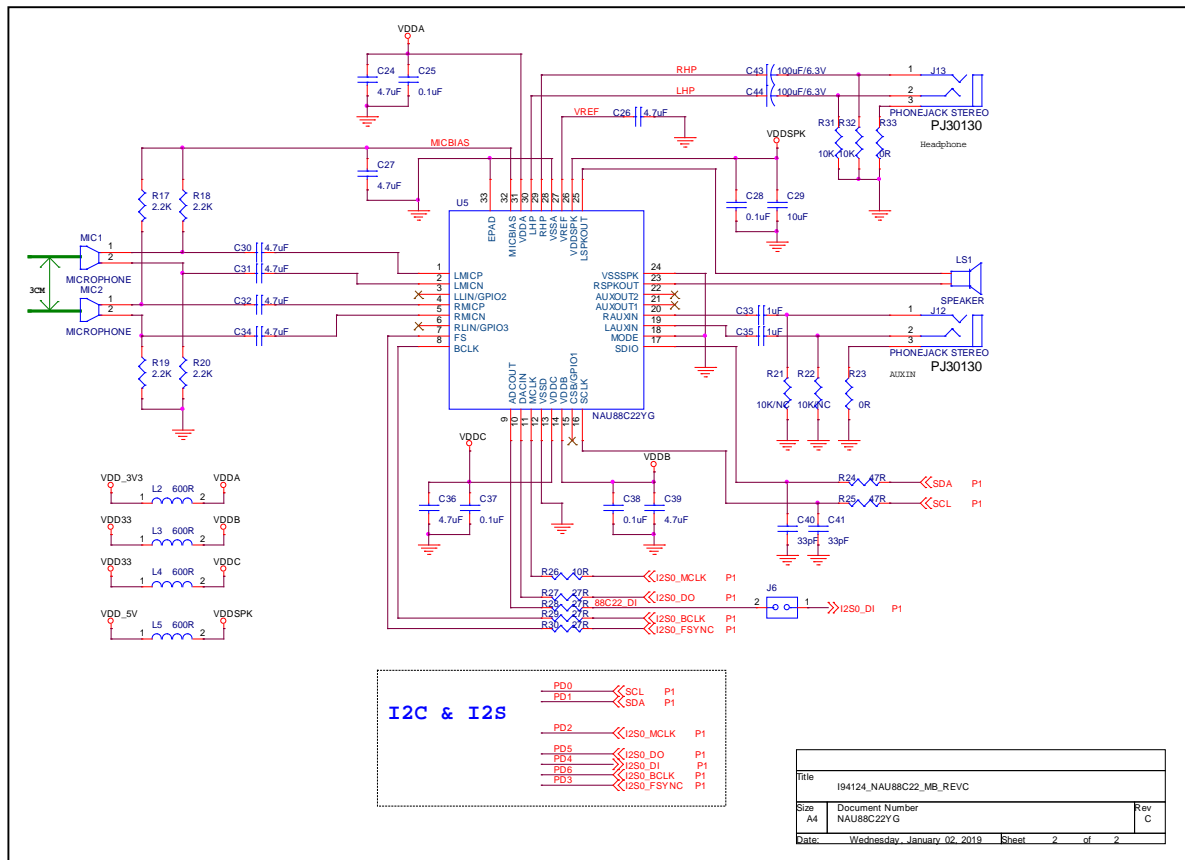 VDDA
C24
4.7uF
C25
0.1uF
RHP
LHP
C43
100uF/6.3V
C44
100uF/6.3V
1
2
3
J13
PHONEJACK STEREO
PJ30130
Headphone
R31
10K
R32
10K
R33
0R
VREF
C26
4.7uF
MICBIAS
C27
4.7uF
VDDSPK
C28
0.1uF
C29
10uF
R17
2.2K
R18
2.2K
MIC1
1
2
MICROPHONE
3CM
MIC2
1
2
MICROPHONE
C30
4.7uF
C31
4.7uF
C32
4.7uF
C34
4.7uF
R19
2.2K
R20
2.2K
U5
33
32
31
30
29
28
27
26
25
EPAD
MICBIAS
VDDA
LHP
RHP
VSSA
VREF
VDDSPK
LSPKOUT
1 LMICP
2 LMICN
3 LLIN/GPIO2
4 RMICP
5 RMICN
6 RLIN/GPIO3
7 FS
8 BCLK
VSSSPK 24
RSPKOUT 23
AUXOUT2 22
AUXOUT1 21
RAUXIN 20
LAUXIN 19
MODE 18
SDIO 17
ADCOUT
DACIN
MCLK
VSSD
VDDC
VDDB
CSB/GPIO1
SCLK
9
10
11
12
13
14
15
16
NAU88C22YG
LS1
SPEAKER
C33
1uF
C35
1uF
1
2
3
J12
PHONEJACK STEREO
PJ30130
AUXIN
R21
10K/NC
R22
10K/NC
R23
0R
VDDC
C36
4.7uF
C37
0.1uF
VDDB
C38
0.1uF
C39
4.7uF
R24
47R
SDA P1
R25
47R
SCL P1
C40
33pF
C41
33pF
VDD_3V3
1
L2 600R
2
VDDA
VDD33
1
L3 600R
2
VDDB
VDD33
1
L4 600R
2
VDDC
VDD_5V
1
L5 600R
2
VDDSPK
R26 10R
I2S0_MCLK P1
R27 27R
I2S0_DO P1
R28 27R
88C22_DI
2
J6
1
I2S0_DI P1
R29 27R
I2S0_BCLK P1
R30 27R
I2S0_FSYNC P1
I2C & I2S
PD0
SCL P1
PD1
SDA P1
PD2
I2S0_MCLK P1
PD5
I2S0_DO P1
PD4
I2S0_DI P1
PD6
I2S0_BCLK P1
PD3
I2S0_FSYNC P1
Title
I94124_NAU88C22_MB_REVC
Size
A4
Document Number
NAU88C22YG
Rev
C
Date: Wednesday, January 02, 2019 Sheet 2 of 2